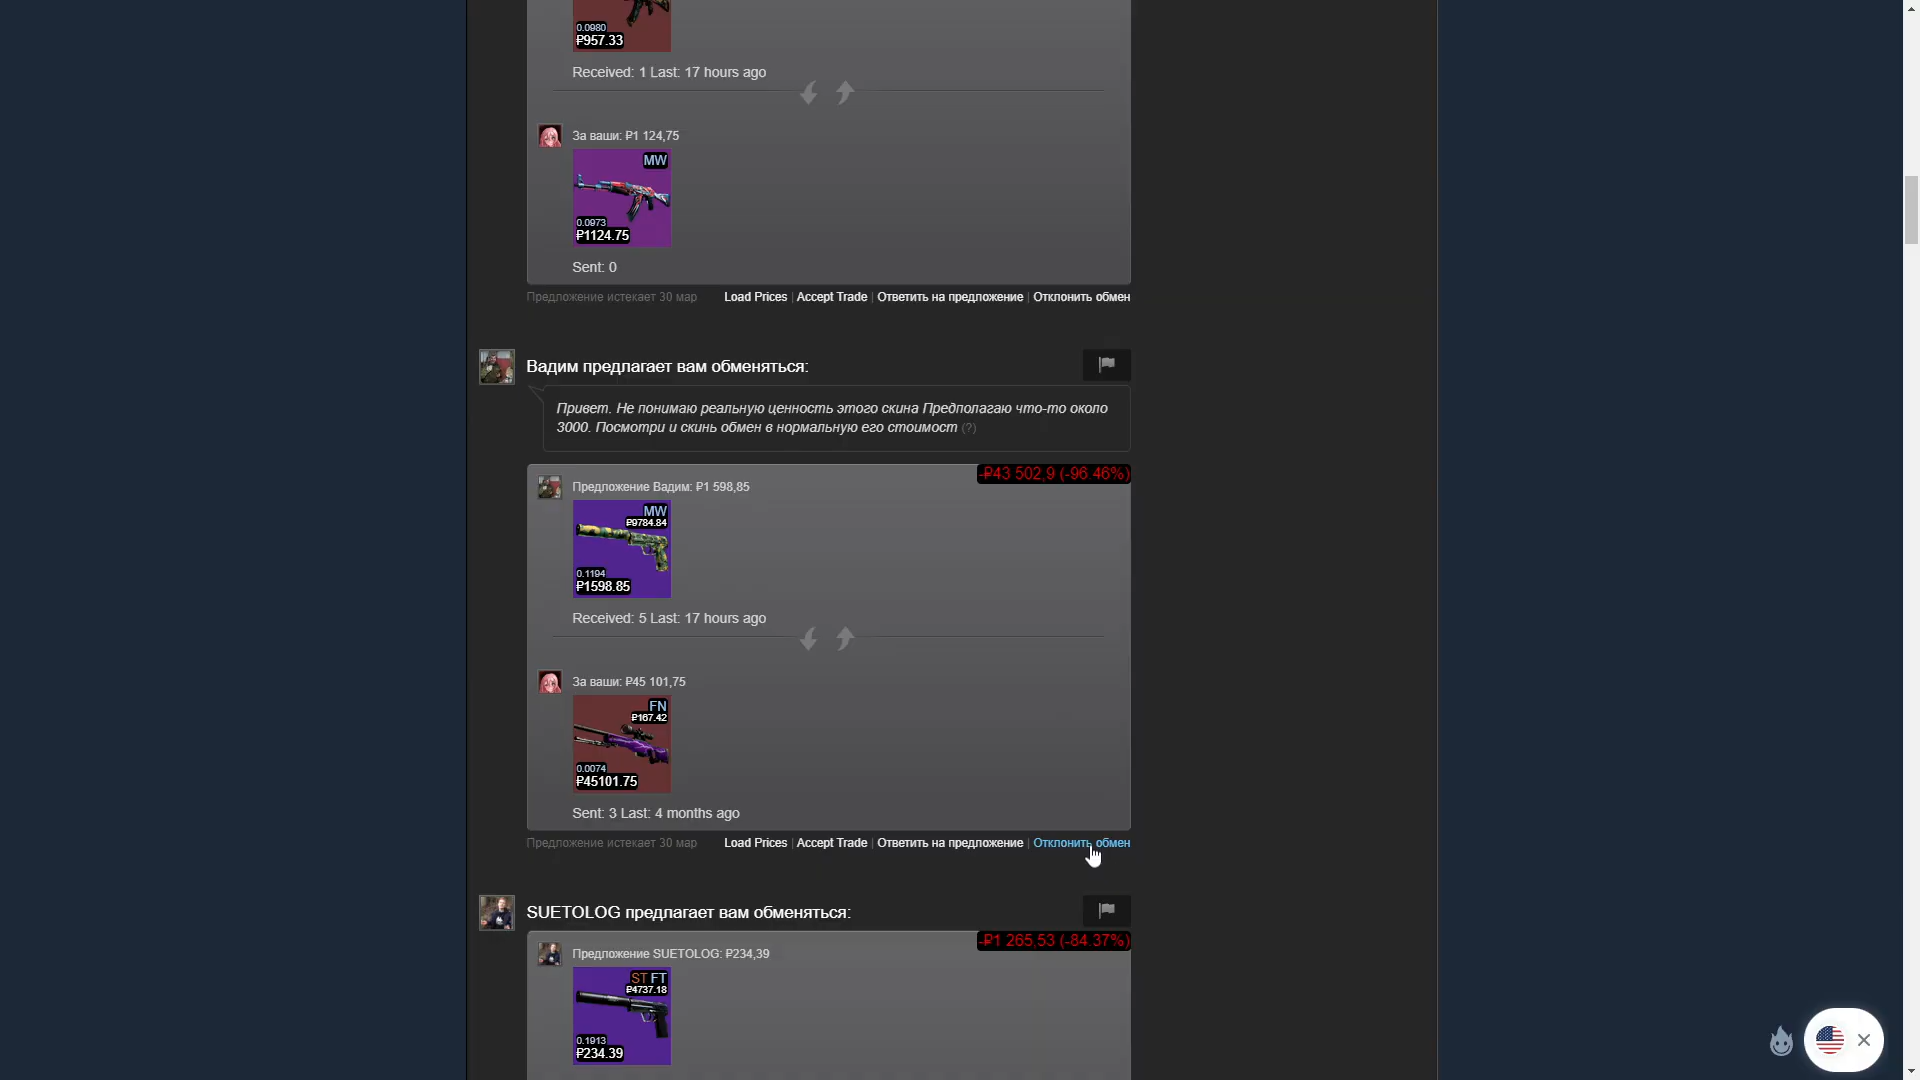 0.0980
₽957.33
Received: 1 Last: 17 hours ago
За ваши: ₽1 124,75
MW
0.0973
₽1124.75
Sent: 0
Предложение истекает 30 мар Load Prices | Accept Trade | Ответить на предложение | Отклонить обмен
Вадим предлагает вам обменяться:
Привет. Не понимаю реальную ценность этого скина Предполагаю что-то около
3000. Посмотри и скинь обмен в нормальную его стоимост (?)
-₽43 502,9 (-96.46%)
Предложение Вадим: ₽1 598,85
MW
₽9784.84
0.1194
₽1598.85
Received: 5 Last: 17 hours ago
За ваши: ₽45 101,75
FN
₽167.42
0.0074
₽45101.75
Sent: 3 Last: 4 months ago
Предложение истекает 30 мар Load Prices | Accept Trade | Ответить на предложение | Отклонить обмен
SUETOLOG предлагает вам обменяться:
-₽1 265,53 (-84.37%)
Предложение SUETOLOG: ₽234,39
ST FT
₽4737.18
0.1913
₽234.39